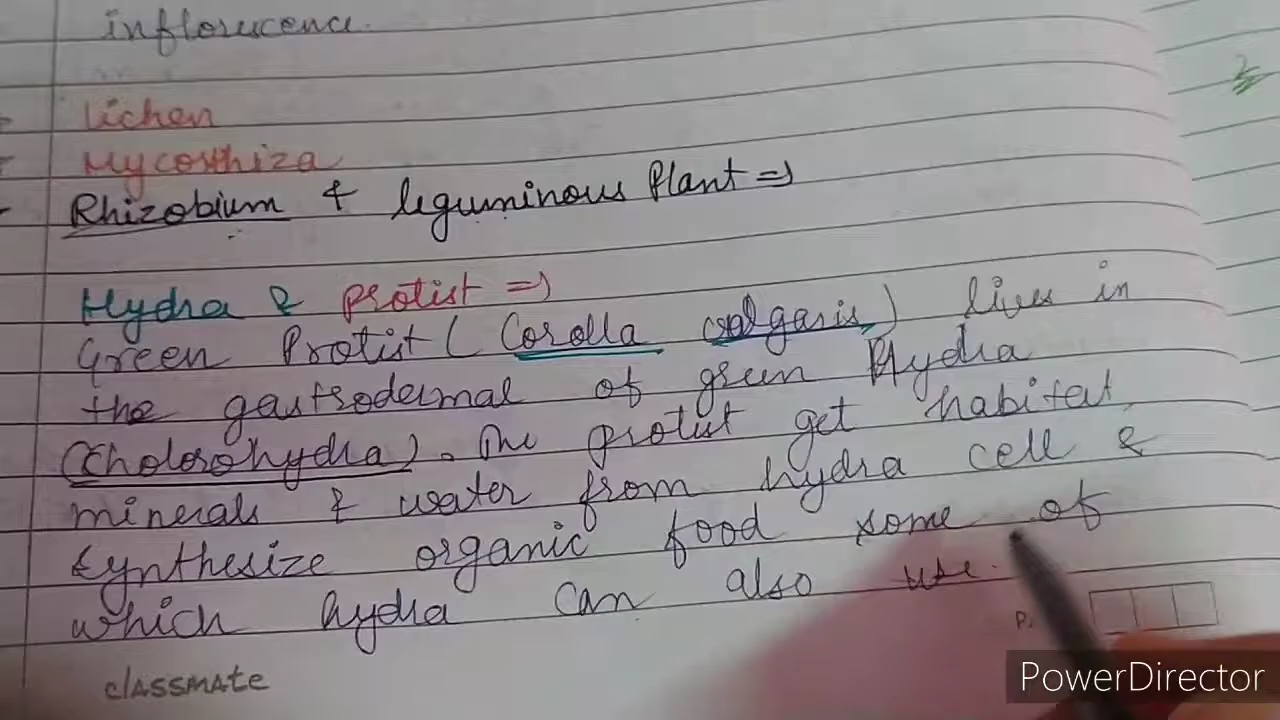 inflorucence.
Lichen
Mycorrhiza
Rhizobium & leguminous Plant ⇒
Hydra & protist ⇒
Green Protist ( Corolla valgaris) lives in
the gastrodermal of green Hydra
(Cholorohydra). The protist get habitat,
minerals & water from hydra cell &
synthesize organic food some of
which hydra can also use.
P.
classmate
PowerDirector